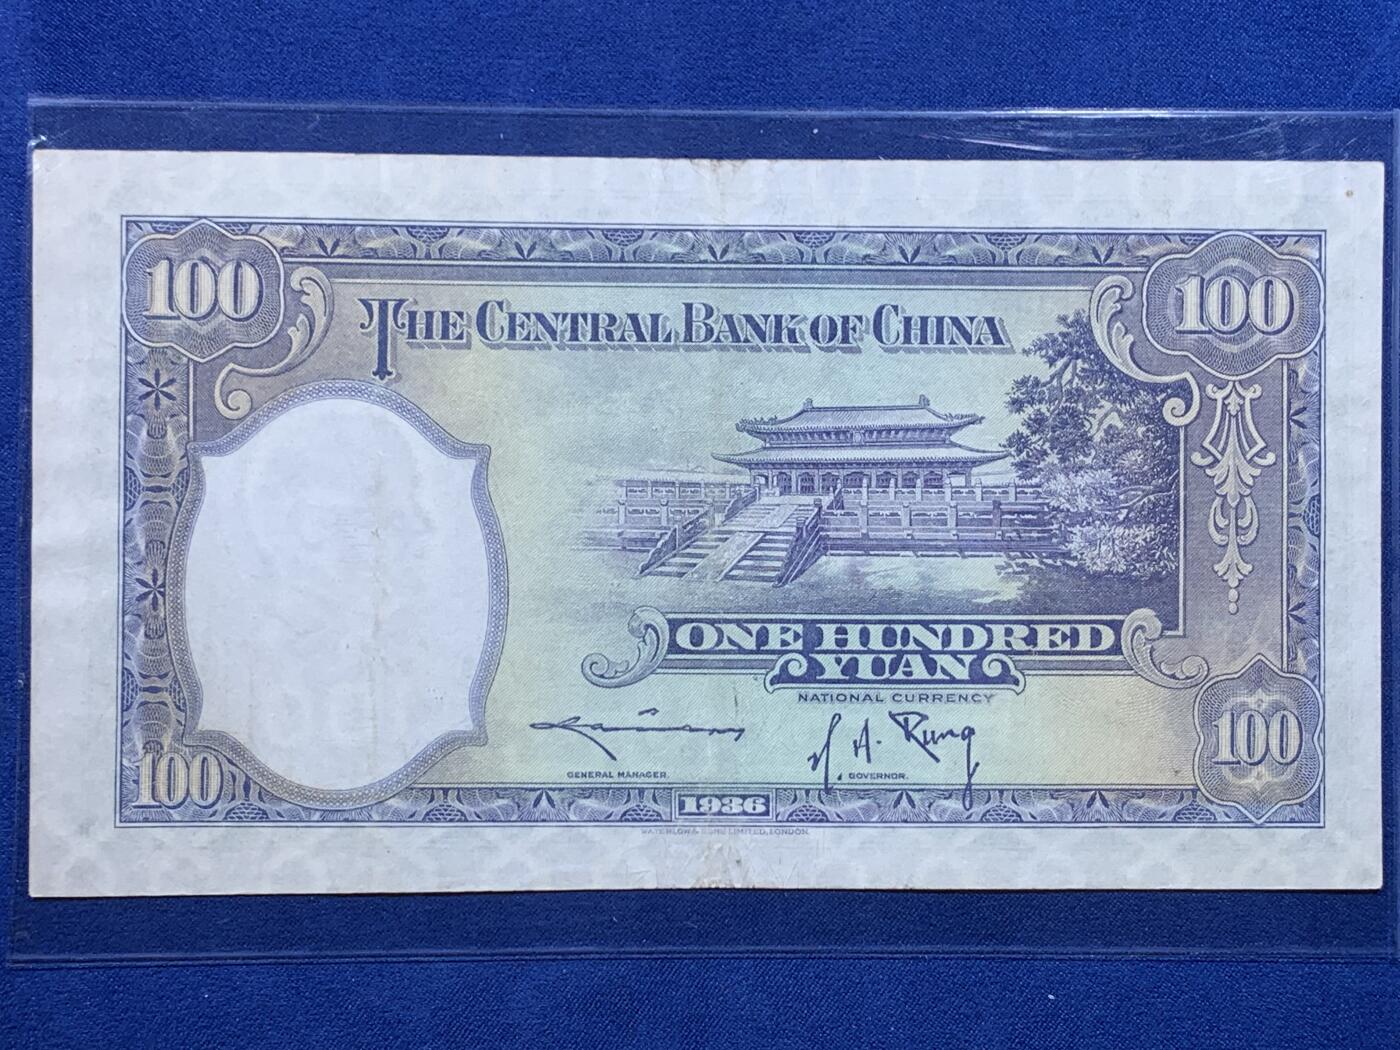 100
100
THE CENTRAL BANK OF CHINA
ONE HUNDRED
YUAN
NATIONAL CURRENCY
H. H. Kung
GENERAL MANAGER.
GOVERNOR.
100
100
1936
WATERLOW & SONS LIMITED, LONDON.